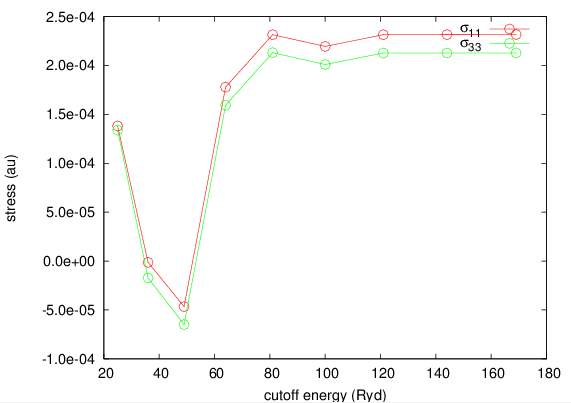 2.5e-04
2.0e-04
1.5e-04
1.0e-04
5.0e-05
0.0e+00
-5.0e-05
-1.0e-04
20 40 60 80 100 120 140 160 180
stress (au)
cutoff energy (Ryd)
σ11
σ33